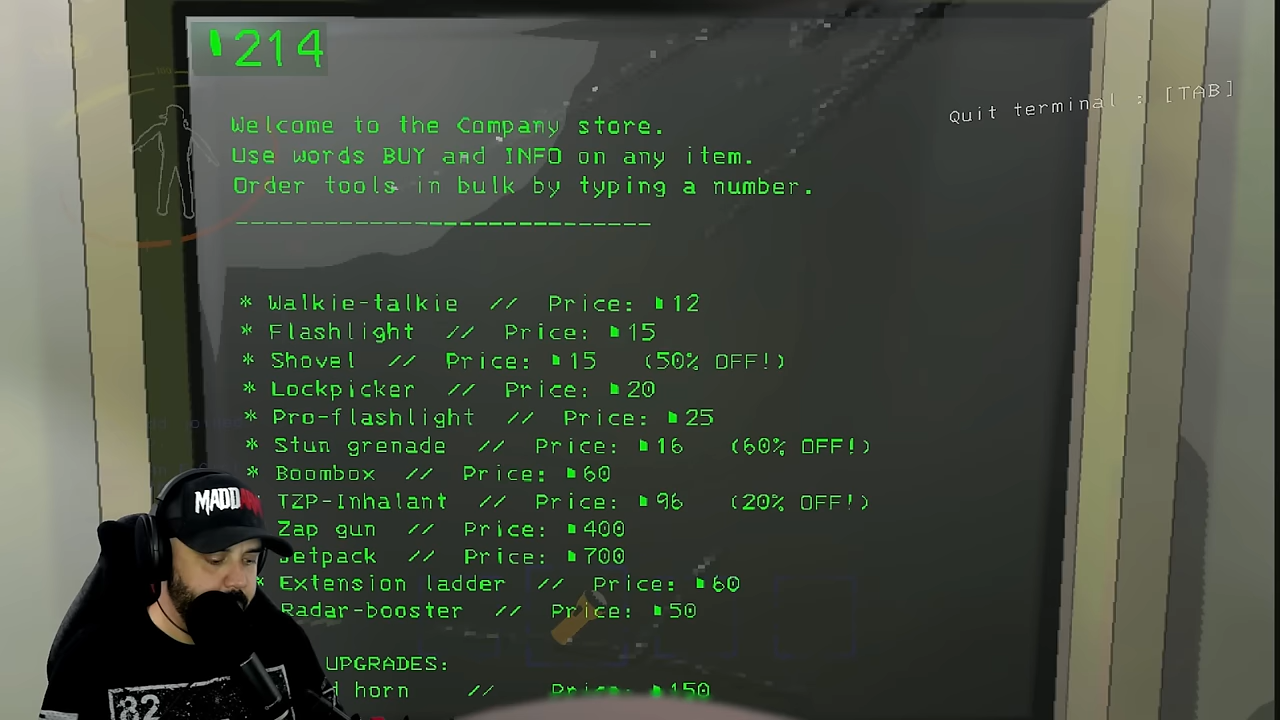 214
Quit terminal : [TAB]
Welcome to the Company store.
Use words BUY and INFO on any item.
Order tools in bulk by typing a number.
----------------------------
* Walkie-talkie // Price: 12
* Flashlight // Price: 15
* Shovel // Price: 15 (50% OFF!)
* Lockpicker // Price: 20
* Pro-flashlight // Price: 25
* Stun grenade // Price: 16 (60% OFF!)
* Boombox // Price: 60
TZP-Inhalant // Price: 96 (20% OFF!)
Zap gun // Price: 400
Jetpack // Price: 700
* Extension ladder // Price: 60
Radar-booster // Price: 50
UPGRADES:
horn // Price: 150
MADD
82